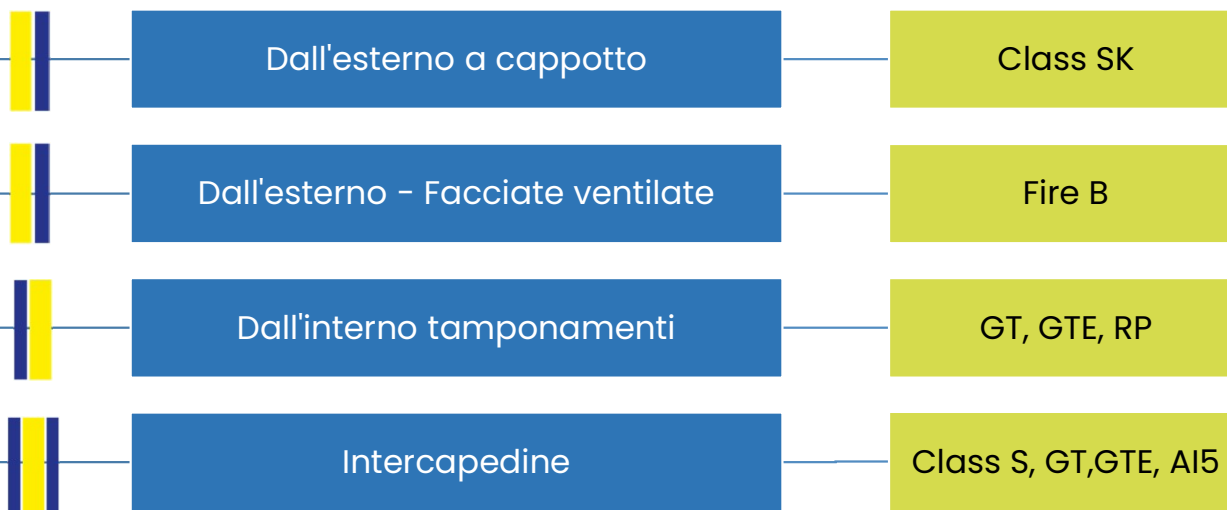 Dall'esterno a cappotto
Class SK
Dall'esterno - Facciate ventilate
Fire B
Dall'interno tamponamenti
GT, GTE, RP
Intercapedine
Class S, GT,GTE, AI5